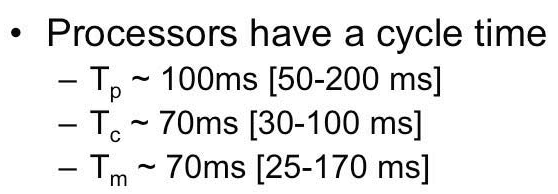 • Processors have a cycle time
– Tp ~ 100ms [50-200 ms]
– Tc ~ 70ms [30-100 ms]
– Tm ~ 70ms [25-170 ms]